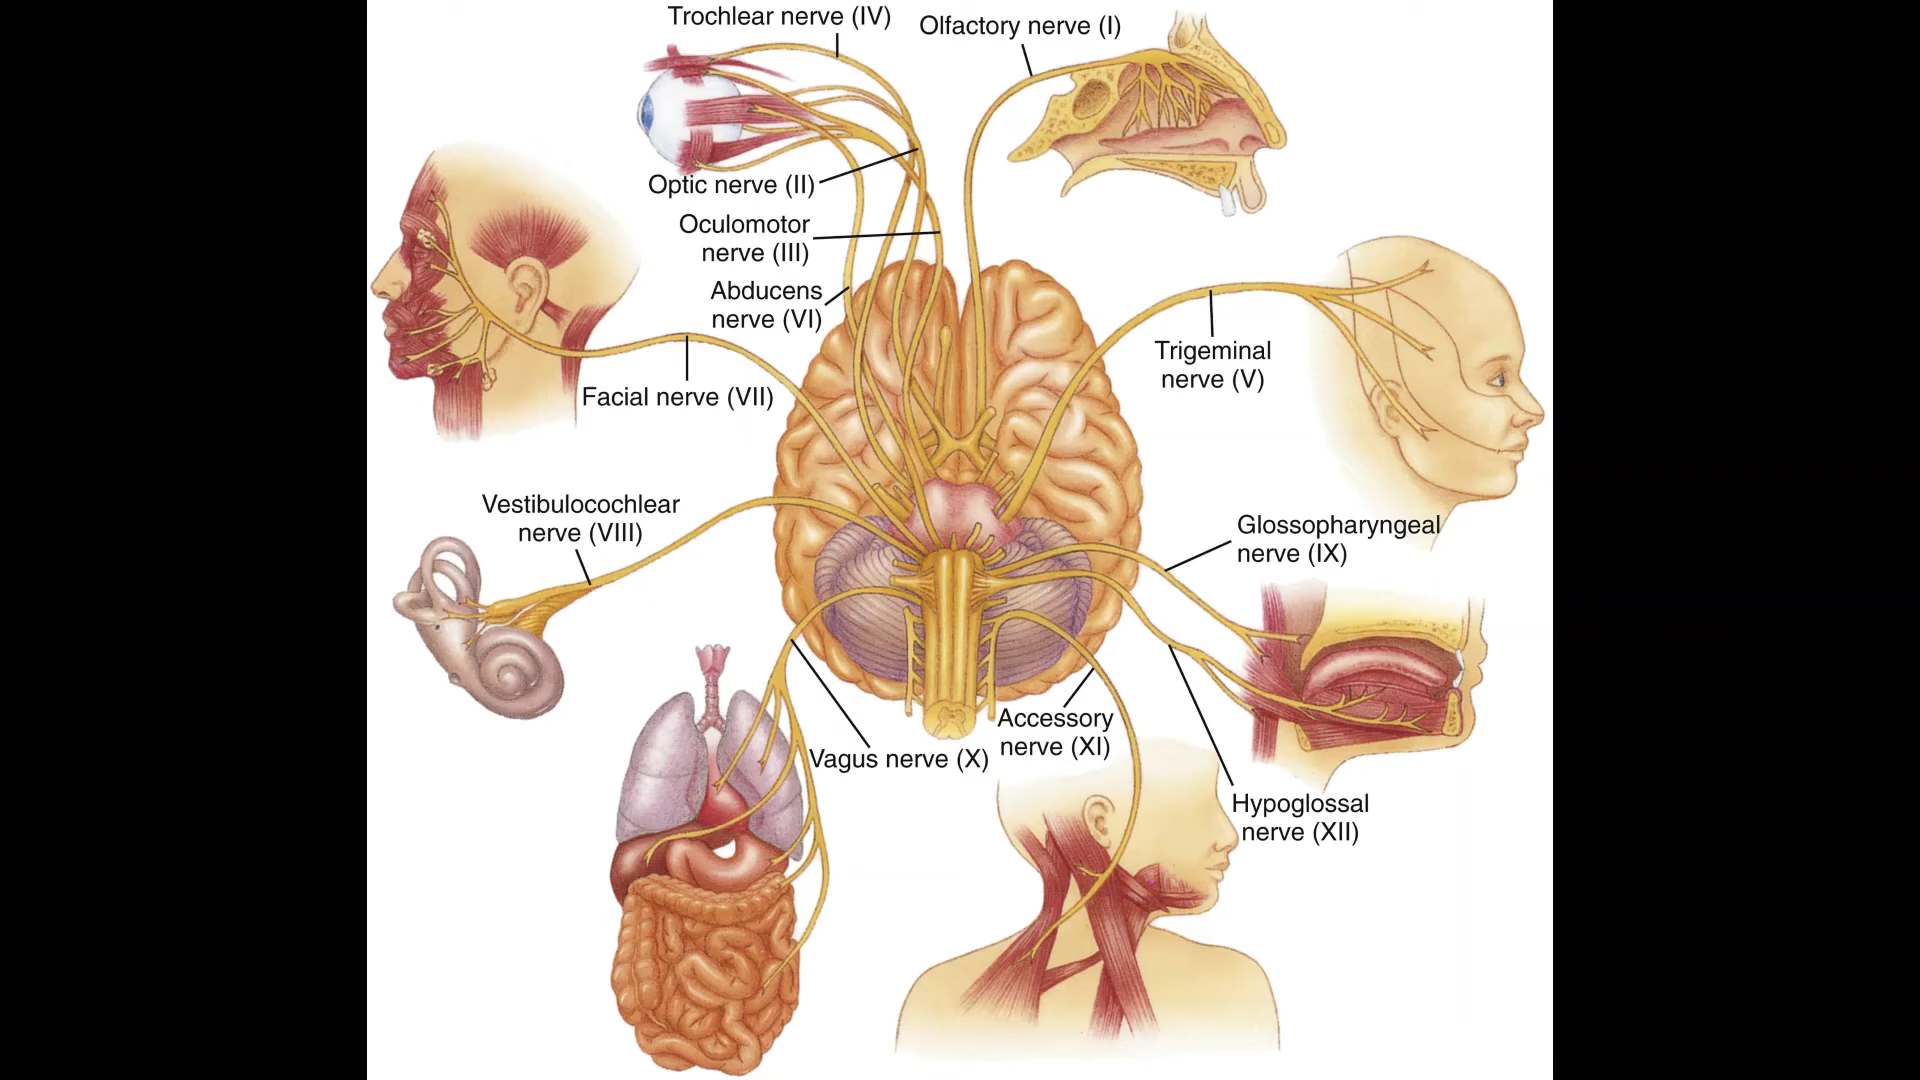 Trochlear nerve (IV)
Olfactory nerve (I)
Optic nerve (II)
Oculomotor
nerve (III)
Abducens
nerve (VI)
Trigeminal
nerve (V)
Facial nerve (VII)
Vestibulocochlear
nerve (VIII)
Glossopharyngeal
nerve (IX)
Accessory
nerve (XI)
Vagus nerve (X)
Hypoglossal
nerve (XII)